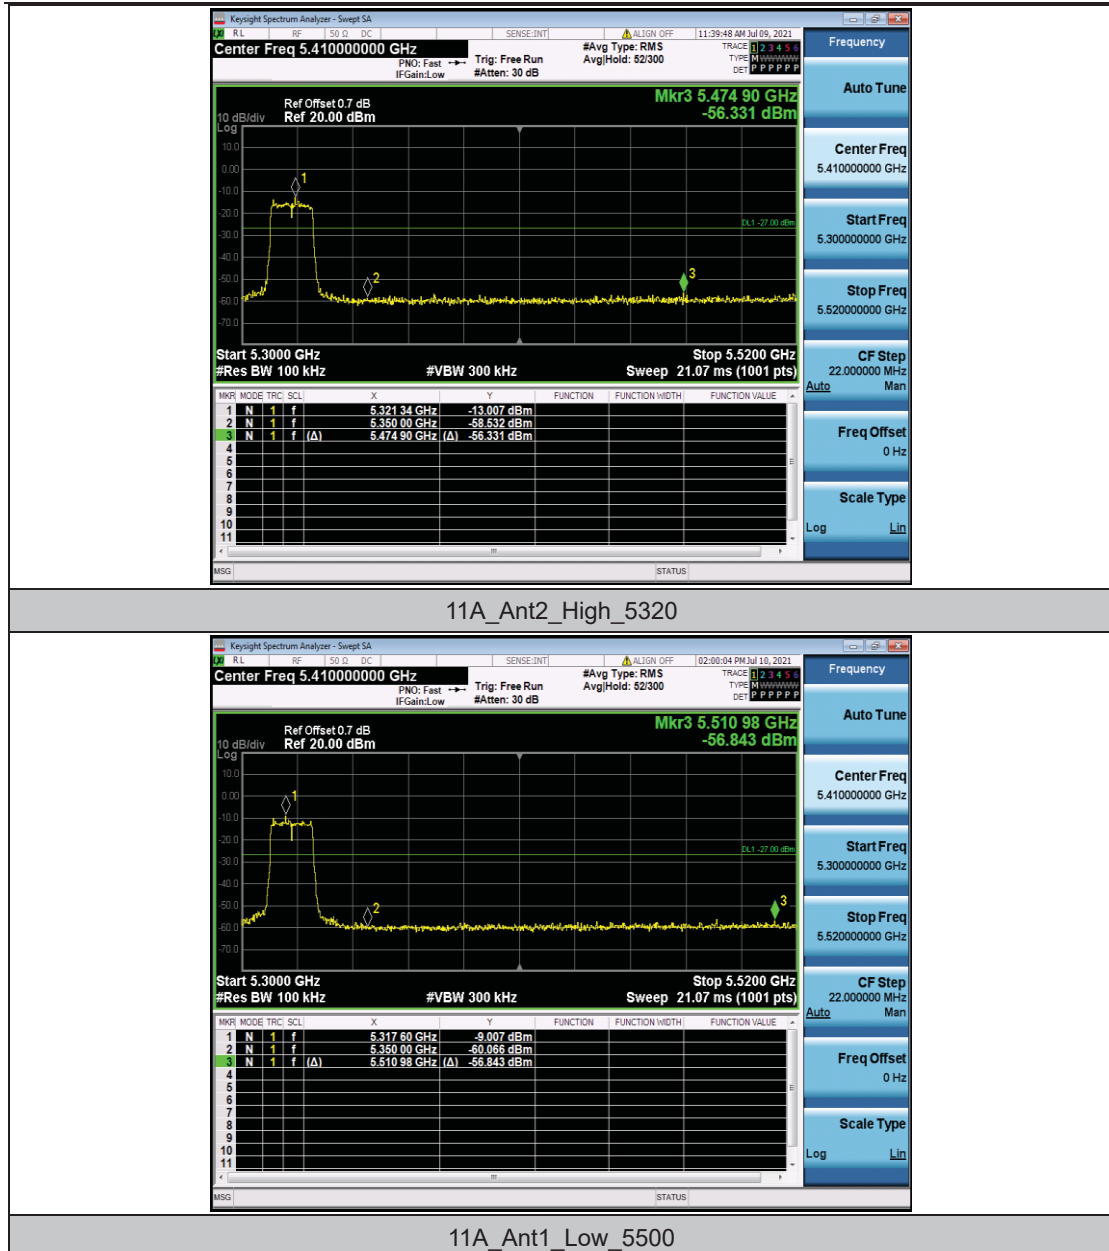 Keysight Spectrum Analyzer - Swept SA
RL RF 50 Ω DC SENSE:INT ALIGN OFF 11:39:48 AM Jul 09, 2021
Center Freq 5.410000000 GHz #Avg Type: RMS TRACE 1 2 3 4 5 6
PNO: Fast Trig: Free Run Avg|Hold: 52/300 TYPE M W W W W W
IFGain:Low #Atten: 30 dB DET P P P P P P
Frequency
Auto Tune
Center Freq
5.410000000 GHz
Start Freq
5.300000000 GHz
Stop Freq
5.520000000 GHz
CF Step
22.000000 MHz
Auto Man
Freq Offset
0 Hz
Scale Type
Log Lin
Mkr3 5.474 90 GHz
-56.331 dBm
Ref Offset 0.7 dB
10 dB/div Ref 20.00 dBm
Log
10.0
0.00
-10.0
-20.0
-30.0
-40.0
-50.0
-60.0
-70.0
1
DL1 -27.00 dBm
2
3
Start 5.3000 GHz Stop 5.5200 GHz
#Res BW 100 kHz #VBW 300 kHz Sweep 21.07 ms (1001 pts)
MKR MODE TRC SCL X Y FUNCTION FUNCTION WIDTH FUNCTION VALUE
1 N 1 f 5.321 34 GHz -13.007 dBm
2 N 1 f 5.350 00 GHz -58.532 dBm
3 N 1 f (Δ) 5.474 90 GHz (Δ) -56.331 dBm
4
5
6
7
8
9
10
11
MSG STATUS
11A_Ant2_High_5320
Keysight Spectrum Analyzer - Swept SA
RL RF 50 Ω DC SENSE:INT ALIGN OFF 02:00:04 PM Jul 10, 2021
Center Freq 5.410000000 GHz #Avg Type: RMS TRACE 1 2 3 4 5 6
PNO: Fast Trig: Free Run Avg|Hold: 52/300 TYPE M W W W W W
IFGain:Low #Atten: 30 dB DET P P P P P P
Frequency
Auto Tune
Center Freq
5.410000000 GHz
Start Freq
5.300000000 GHz
Stop Freq
5.520000000 GHz
CF Step
22.000000 MHz
Auto Man
Freq Offset
0 Hz
Scale Type
Log Lin
Mkr3 5.510 98 GHz
-56.843 dBm
Ref Offset 0.7 dB
10 dB/div Ref 20.00 dBm
Log
10.0
0.00
-10.0
-20.0
-30.0
-40.0
-50.0
-60.0
-70.0
1
DL1 -27.00 dBm
2
3
Start 5.3000 GHz Stop 5.5200 GHz
#Res BW 100 kHz #VBW 300 kHz Sweep 21.07 ms (1001 pts)
MKR MODE TRC SCL X Y FUNCTION FUNCTION WIDTH FUNCTION VALUE
1 N 1 f 5.317 60 GHz -9.007 dBm
2 N 1 f 5.350 00 GHz -60.066 dBm
3 N 1 f (Δ) 5.510 98 GHz (Δ) -56.843 dBm
4
5
6
7
8
9
10
11
MSG STATUS
11A_Ant1_Low_5500